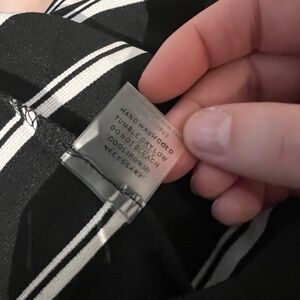 HAND WASH COLD
TUMBLE DRY LOW
DO NOT BLEACH
COOL IRON IF
NECESSARY